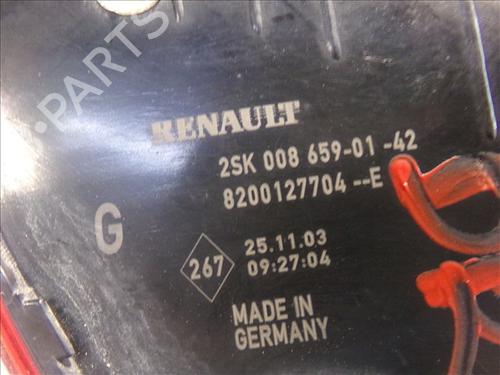 B-PARTS
RENAULT
2SK 008 659-01 -42
8200127704 --E
G
267
25.11.03
09:27:04
MADE IN
GERMANY